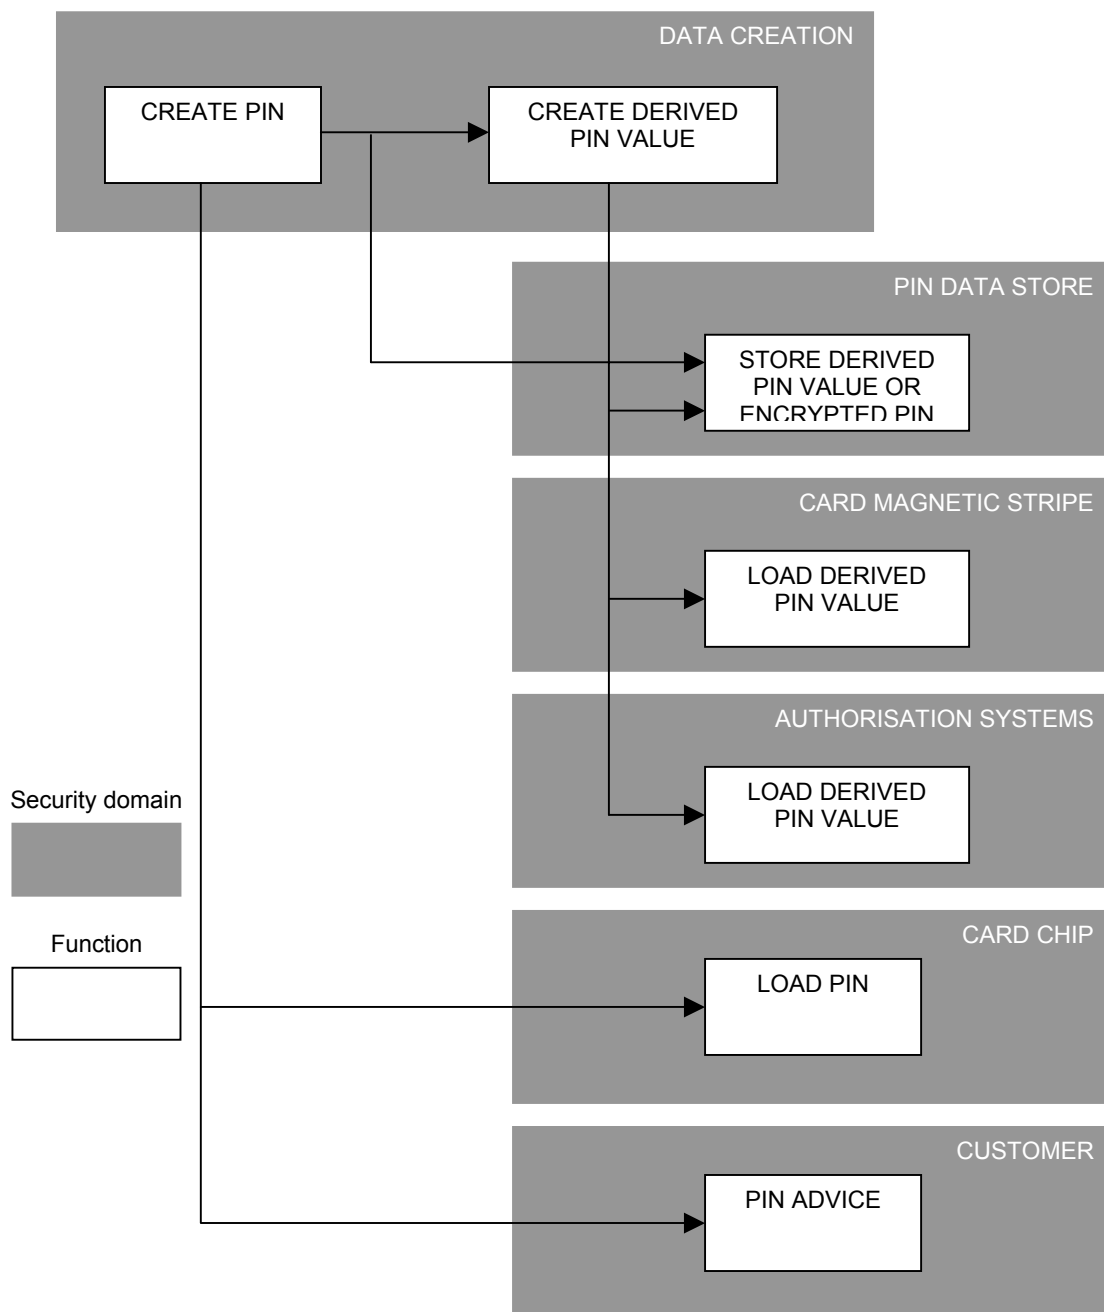 DATA CREATION
CREATE PIN
CREATE DERIVED
PIN VALUE
PIN DATA STORE
STORE DERIVED
PIN VALUE OR
ENCRYPTED PIN
CARD MAGNETIC STRIPE
LOAD DERIVED
PIN VALUE
AUTHORISATION SYSTEMS
LOAD DERIVED
PIN VALUE
Security domain
Function
CARD CHIP
LOAD PIN
CUSTOMER
PIN ADVICE